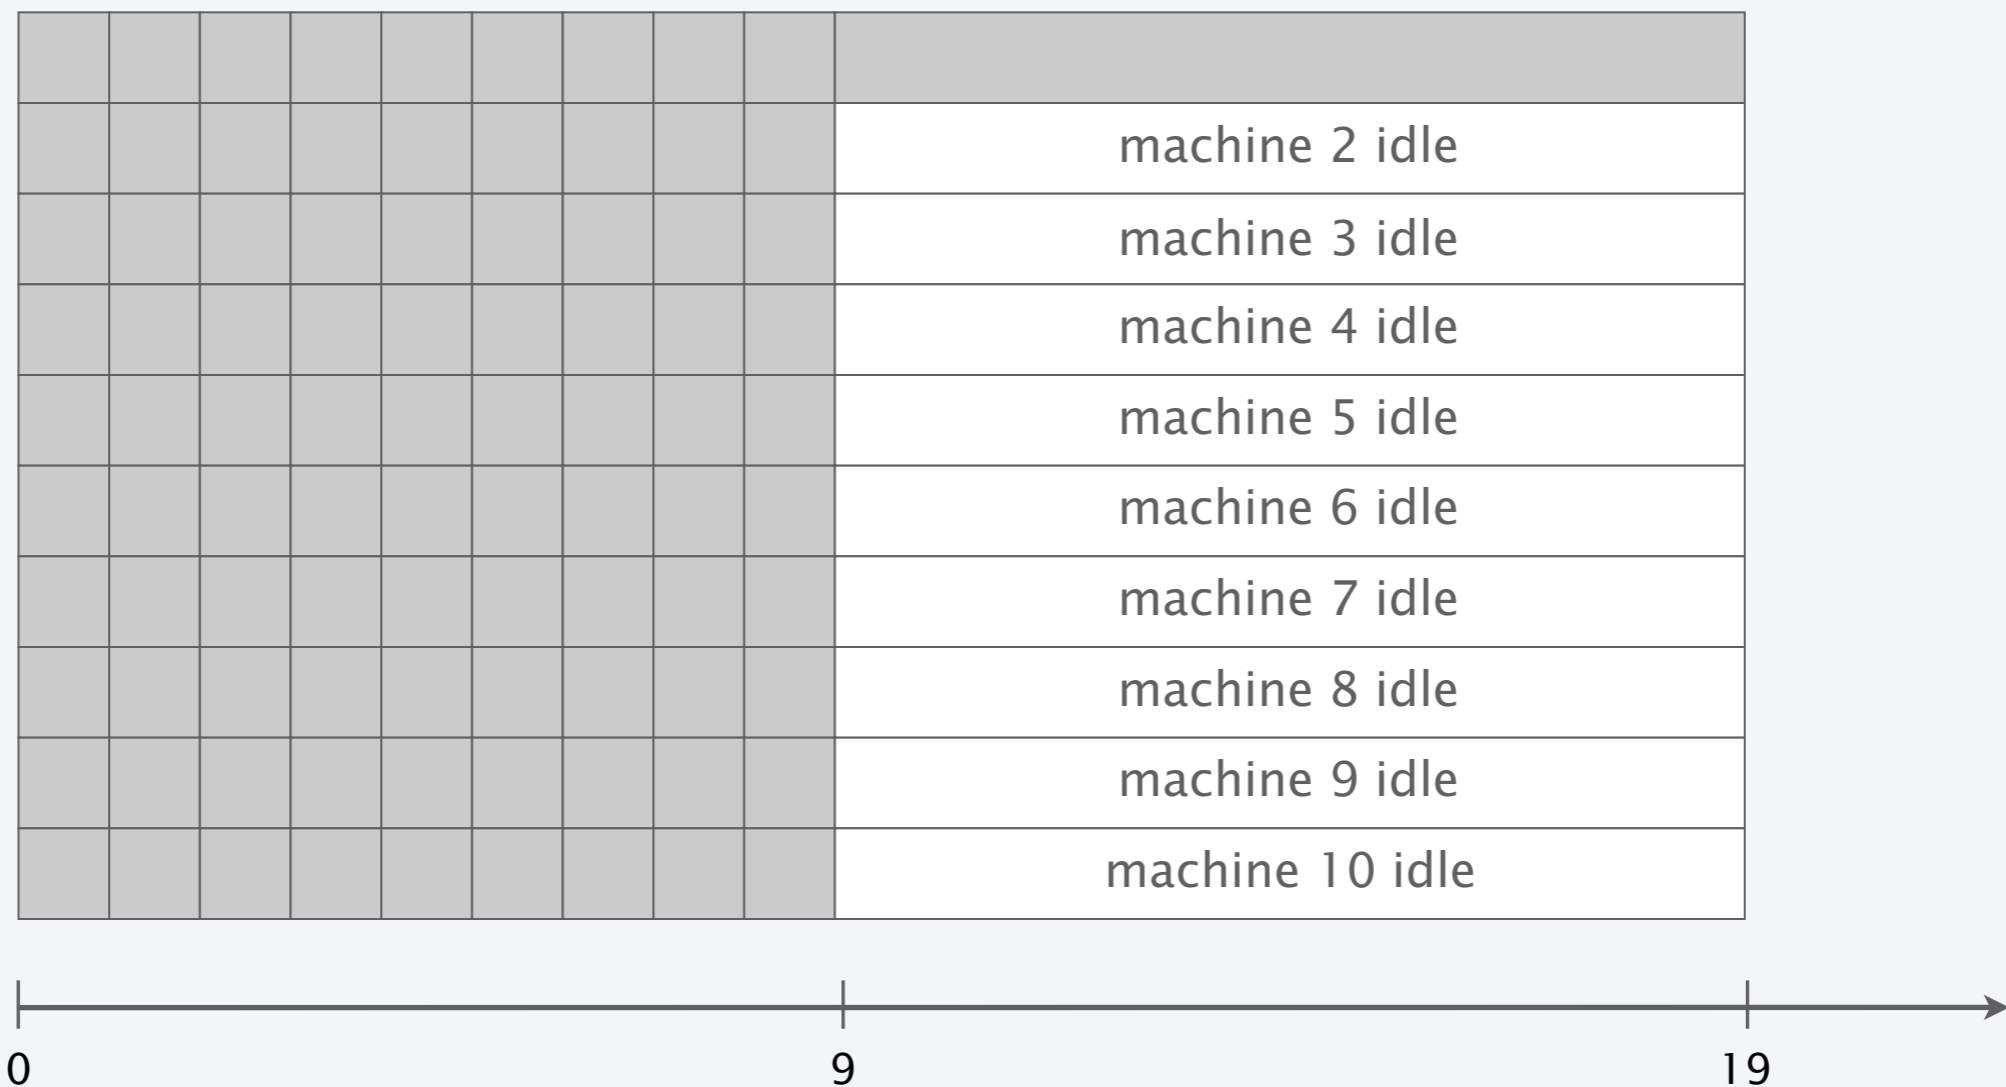 machine 2 idle
machine 3 idle
machine 4 idle
machine 5 idle
machine 6 idle
machine 7 idle
machine 8 idle
machine 9 idle
machine 10 idle
0 9 19